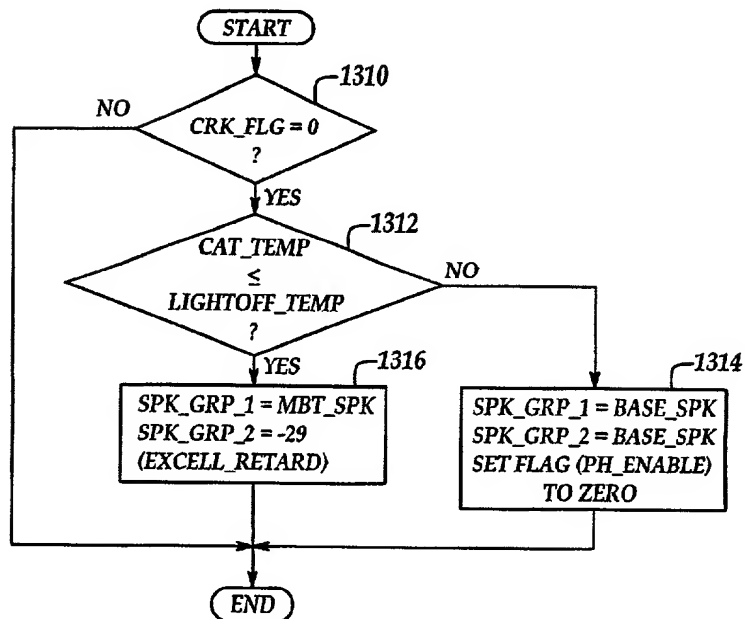 START
1310
NO
CRK_FLG = 0
?
YES
1312
CAT_TEMP
≤
LIGHTOFF_TEMP
?
NO
YES
1316
SPK_GRP_1 = MBT_SPK
SPK_GRP_2 = -29
(EXCELL_RETARD)
1314
SPK_GRP_1 = BASE_SPK
SPK_GRP_2 = BASE_SPK
SET FLAG (PH_ENABLE)
TO ZERO
END